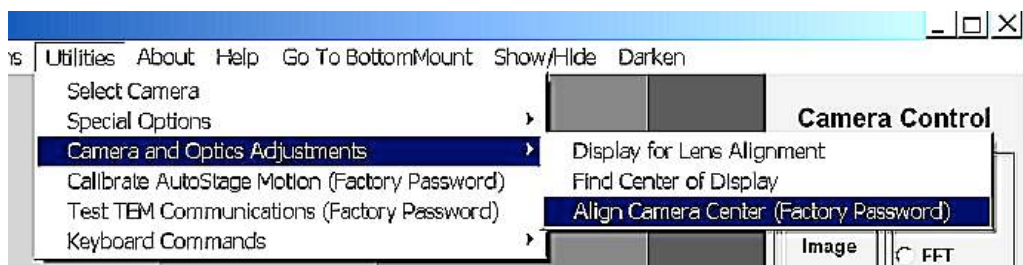 ns Utilities About Help Go To BottomMount Show/Hide Darken
Select Camera
Special Options
Camera Control
Camera and Optics Adjustments
Display for Lens Alignment
Calibrate AutoStage Motion (Factory Password)
Find Center of Display
Test TEM Communications (Factory Password)
Align Camera Center (Factory Password)
Keyboard Commands
Image
FFT